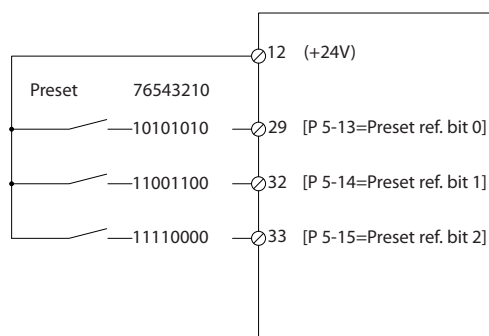 12 (+24V)
Preset 76543210
10101010 29 [P 5-13=Preset ref. bit 0]
11001100 32 [P 5-14=Preset ref. bit 1]
11110000 33 [P 5-15=Preset ref. bit 2]